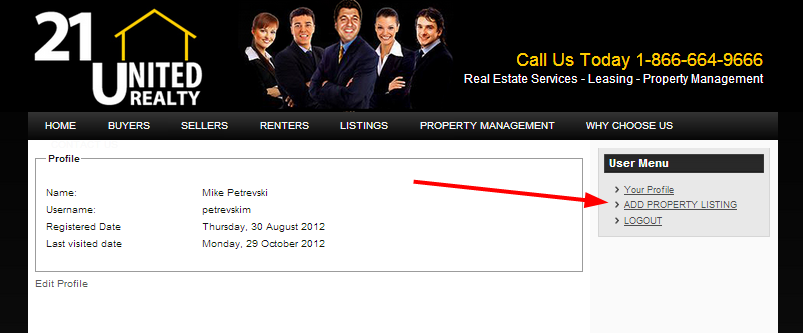 21 UNITED
REALTY
Call Us Today 1-866-664-9666
Real Estate Services - Leasing - Property Management
HOME BUYERS SELLERS RENTERS LISTINGS PROPERTY MANAGEMENT WHY CHOOSE US
Profile
Name: Mike Petrevski
Username: petrevskim
Registered Date Thursday, 30 August 2012
Last visited date Monday, 29 October 2012
Edit Profile
User Menu
Your Profile
ADD PROPERTY LISTING
LOGOUT